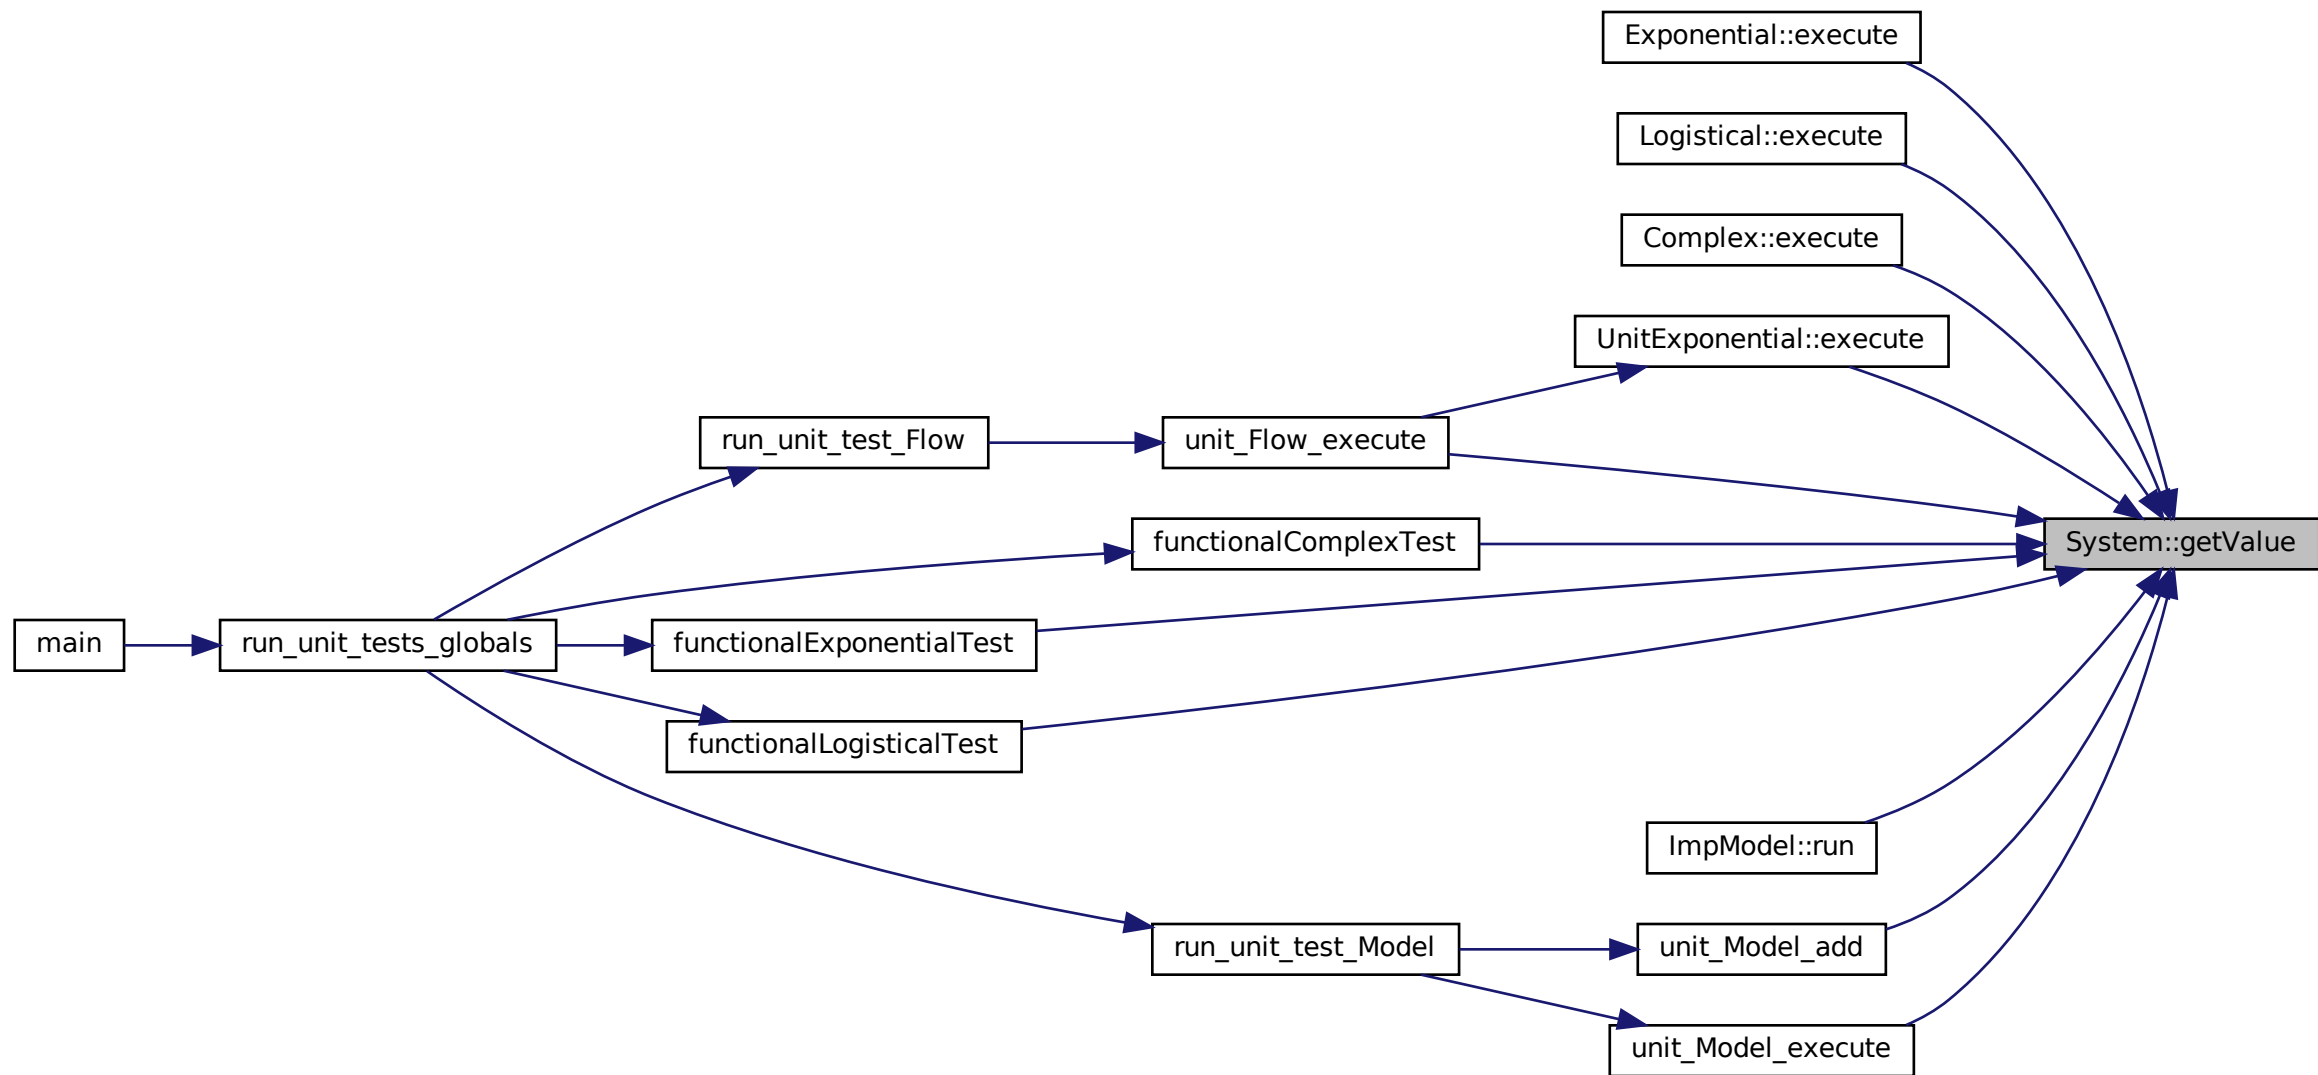 Exponential::execute
Logistical::execute
Complex::execute
UnitExponential::execute
run_unit_test_Flow
unit_Flow_execute
functionalComplexTest
System::getValue
main
run_unit_tests_globals
functionalExponentialTest
functionalLogisticalTest
ImpModel::run
run_unit_test_Model
unit_Model_add
unit_Model_execute